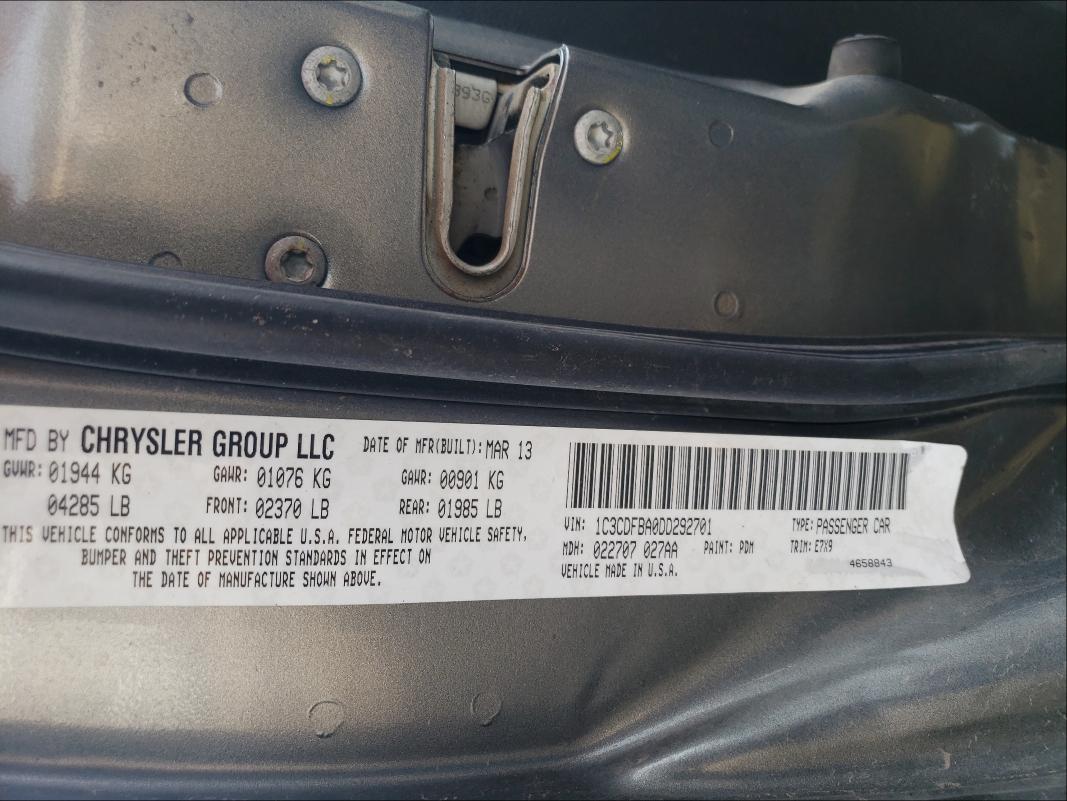 893G
MFD BY CHRYSLER GROUP LLC DATE OF MFR(BUILT): MAR 13
GVWR: 01944 KG GAWR: 01076 KG GAWR: 00901 KG
04285 LB FRONT: 02370 LB REAR: 01985 LB
THIS VEHICLE CONFORMS TO ALL APPLICABLE U.S.A. FEDERAL MOTOR VEHICLE SAFETY,
BUMPER AND THEFT PREVENTION STANDARDS IN EFFECT ON
THE DATE OF MANUFACTURE SHOWN ABOVE.
VIN: 1C3CDFBA0DD292701 TYPE: PASSENGER CAR
MDH: 022707 027AA PAINT: PDM TRIM: E7X9
VEHICLE MADE IN U.S.A. 4658843